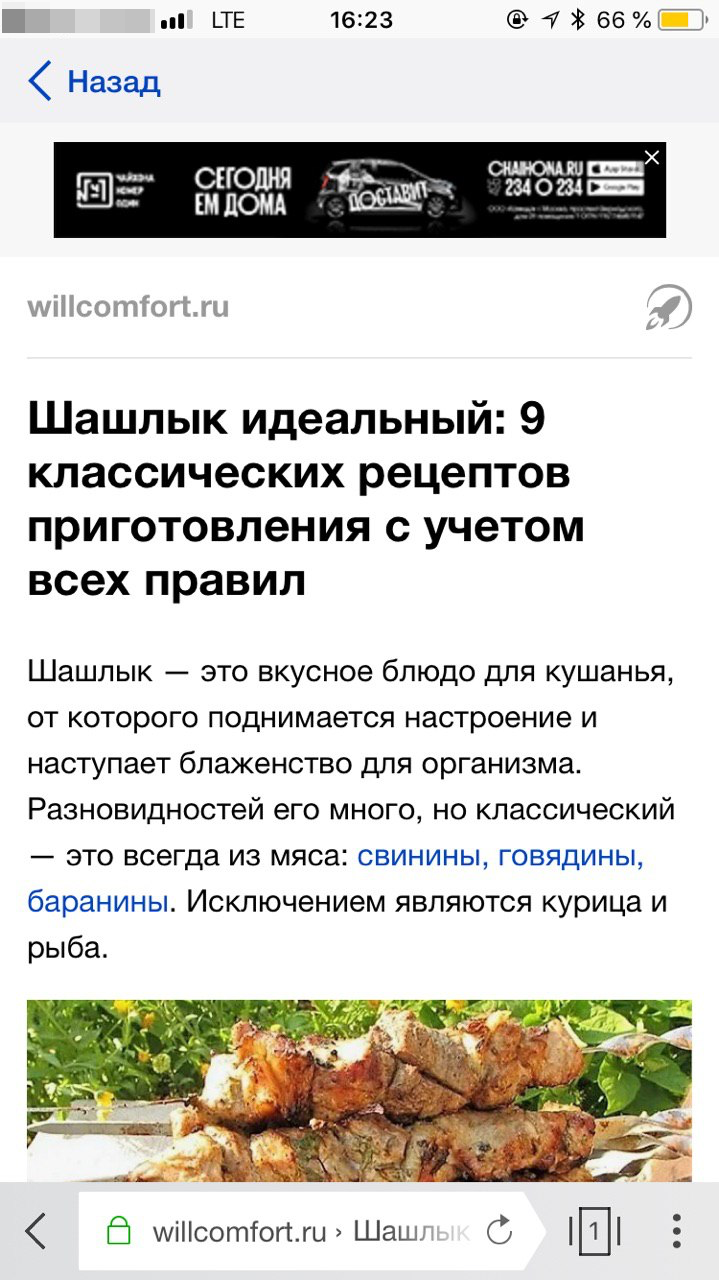 LTE 16:23 66 %
Назад
ЧАЙХОНА
НОМЕР
ОДИН
СЕГОДНЯ
ЕМ ДОМА
ДОСТАВИТ
CHAIHONA.RU
234 0 234
App Store
Google Play
willcomfort.ru
Шашлык идеальный: 9
классических рецептов
приготовления с учетом
всех правил
Шашлык — это вкусное блюдо для кушанья,
от которого поднимается настроение и
наступает блаженство для организма.
Разновидностей его много, но классический
— это всегда из мяса: свинины, говядины,
баранины. Исключением являются курица и
рыба.
willcomfort.ru › Шашлык
1